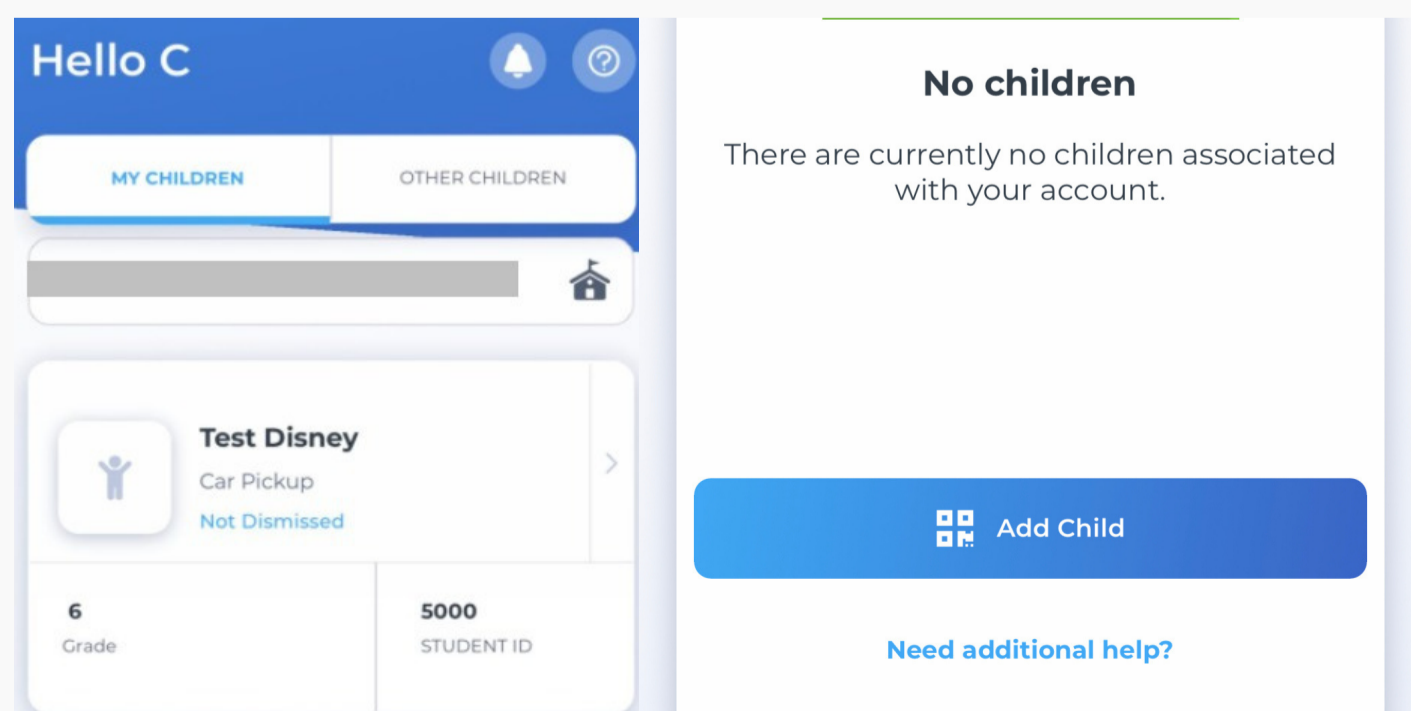 Hello C
MY CHILDREN
OTHER CHILDREN
Test Disney
Car Pickup
Not Dismissed
6
Grade
5000
STUDENT ID
No children
There are currently no children associated
with your account.
Add Child
Need additional help?